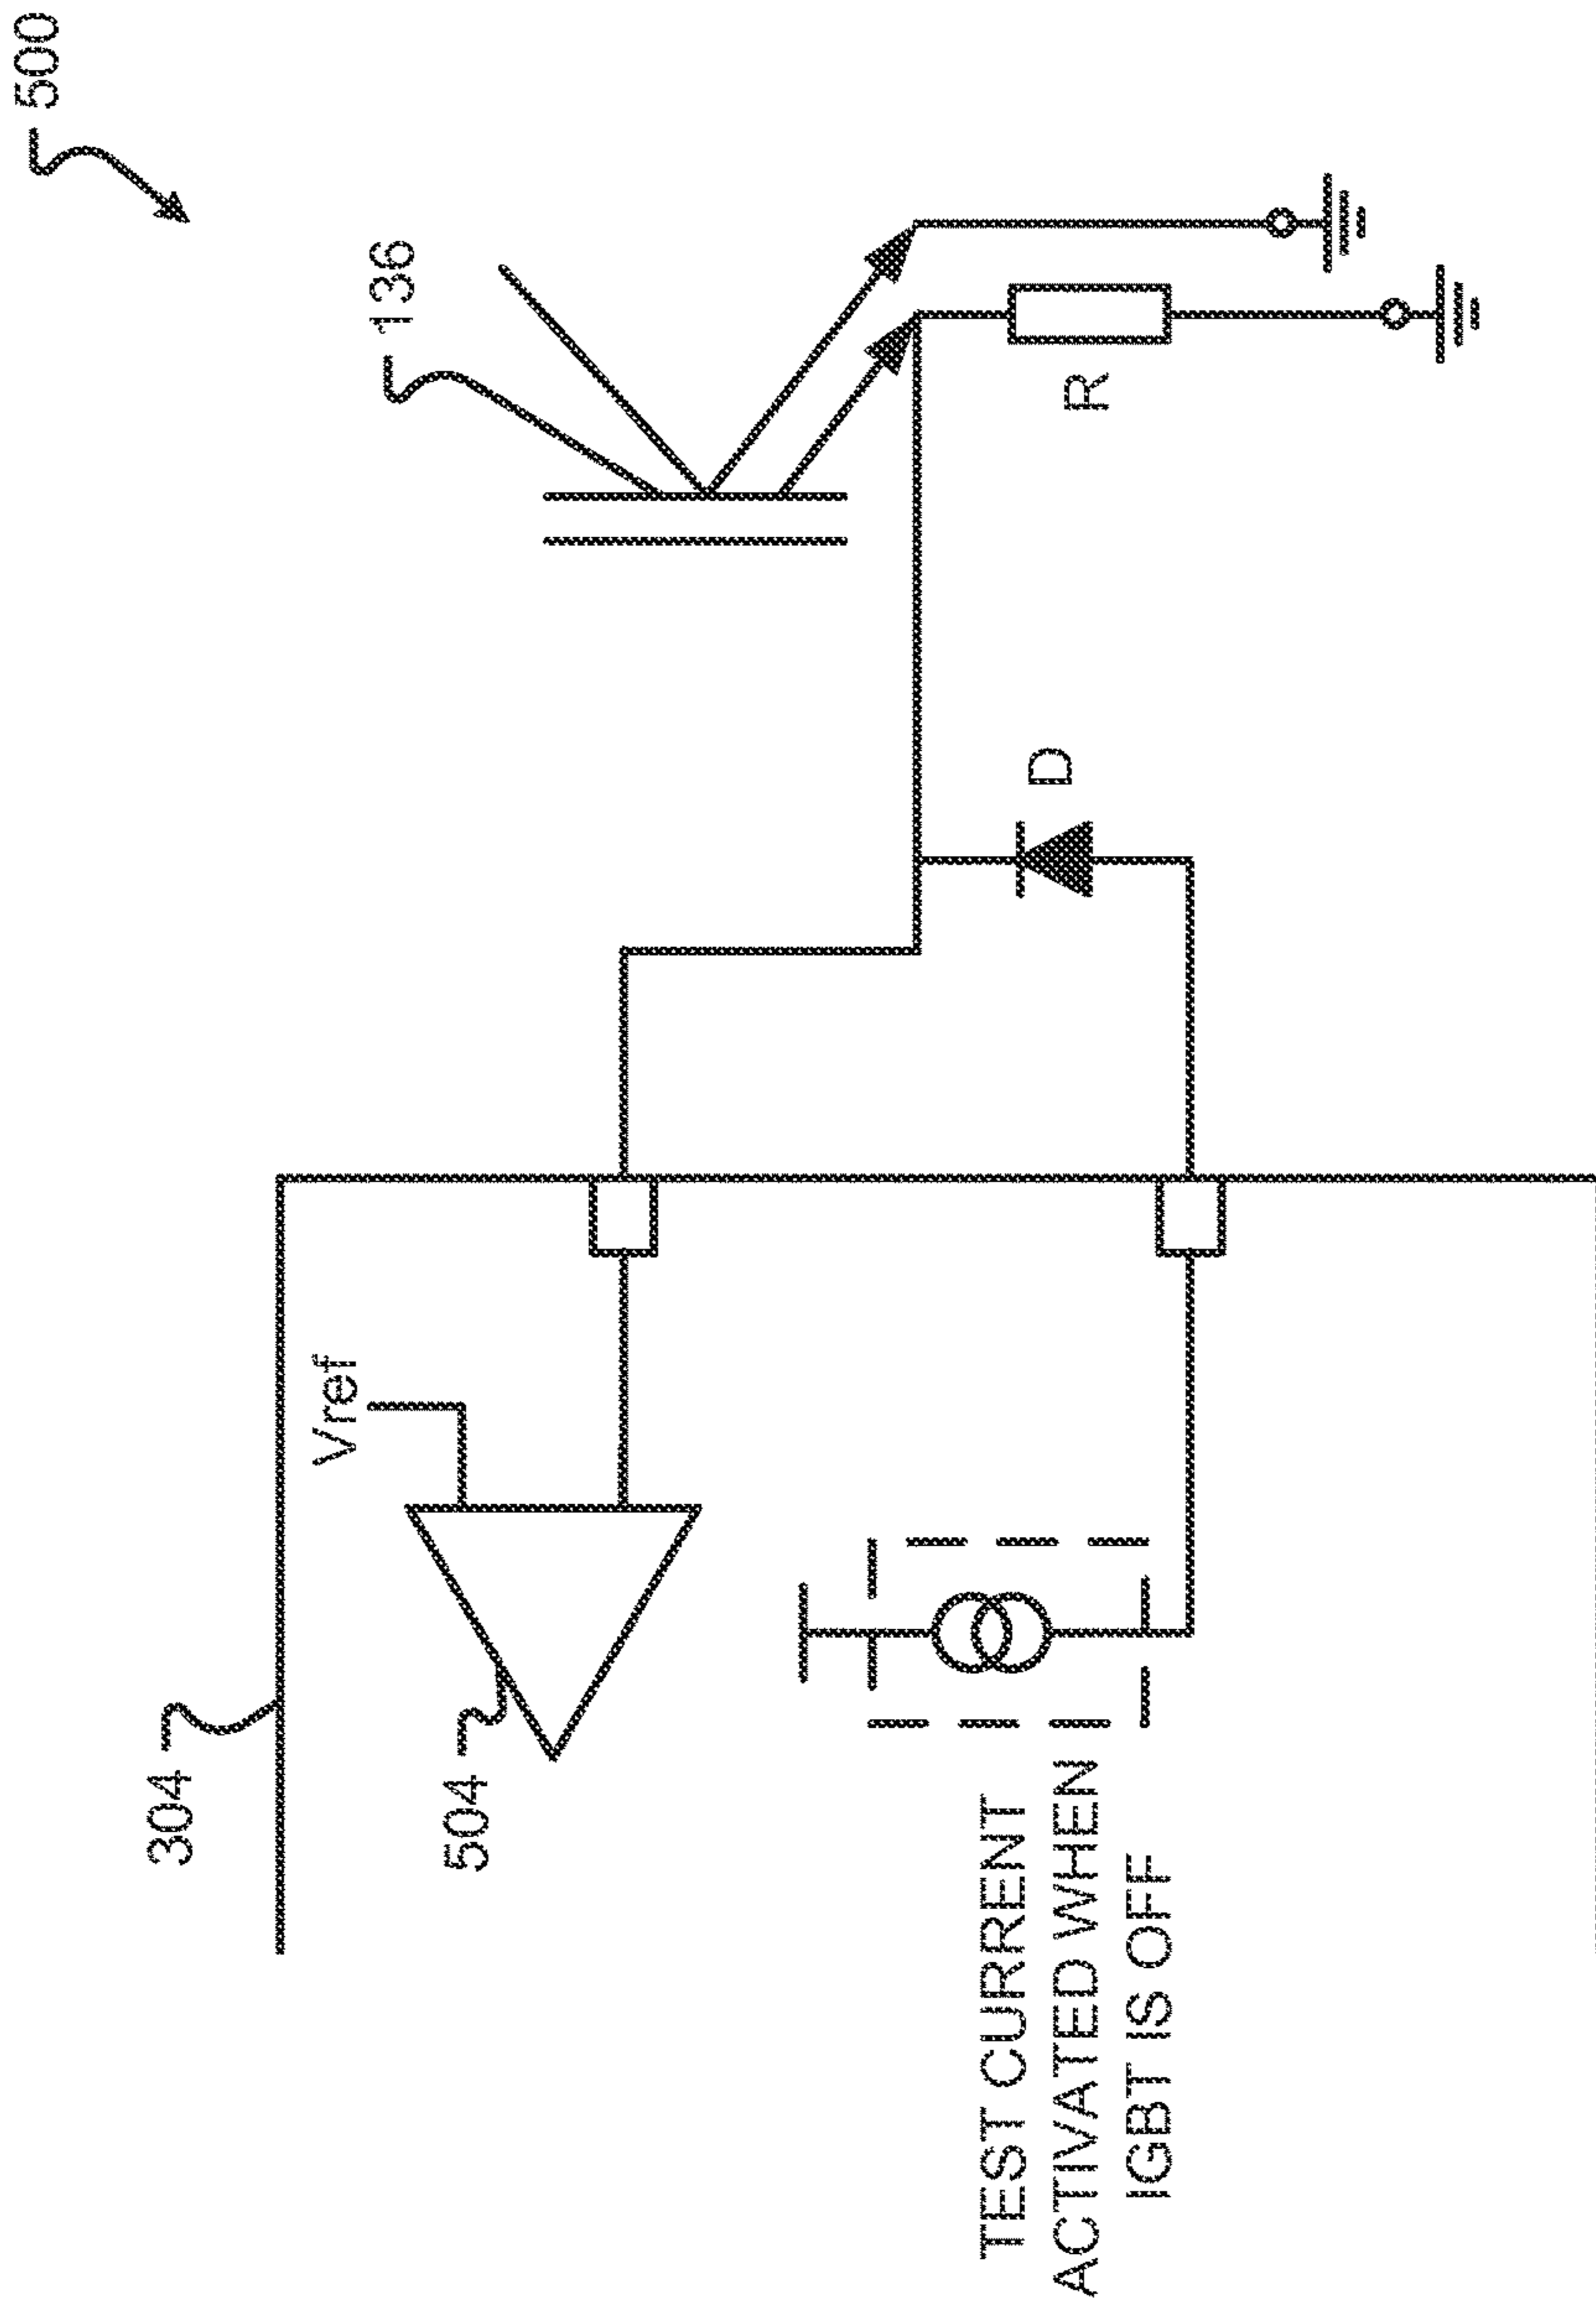 500
136
R
D
Vref
304
504
TEST CURRENT
ACTIVATED WHEN
IGBT IS OFF